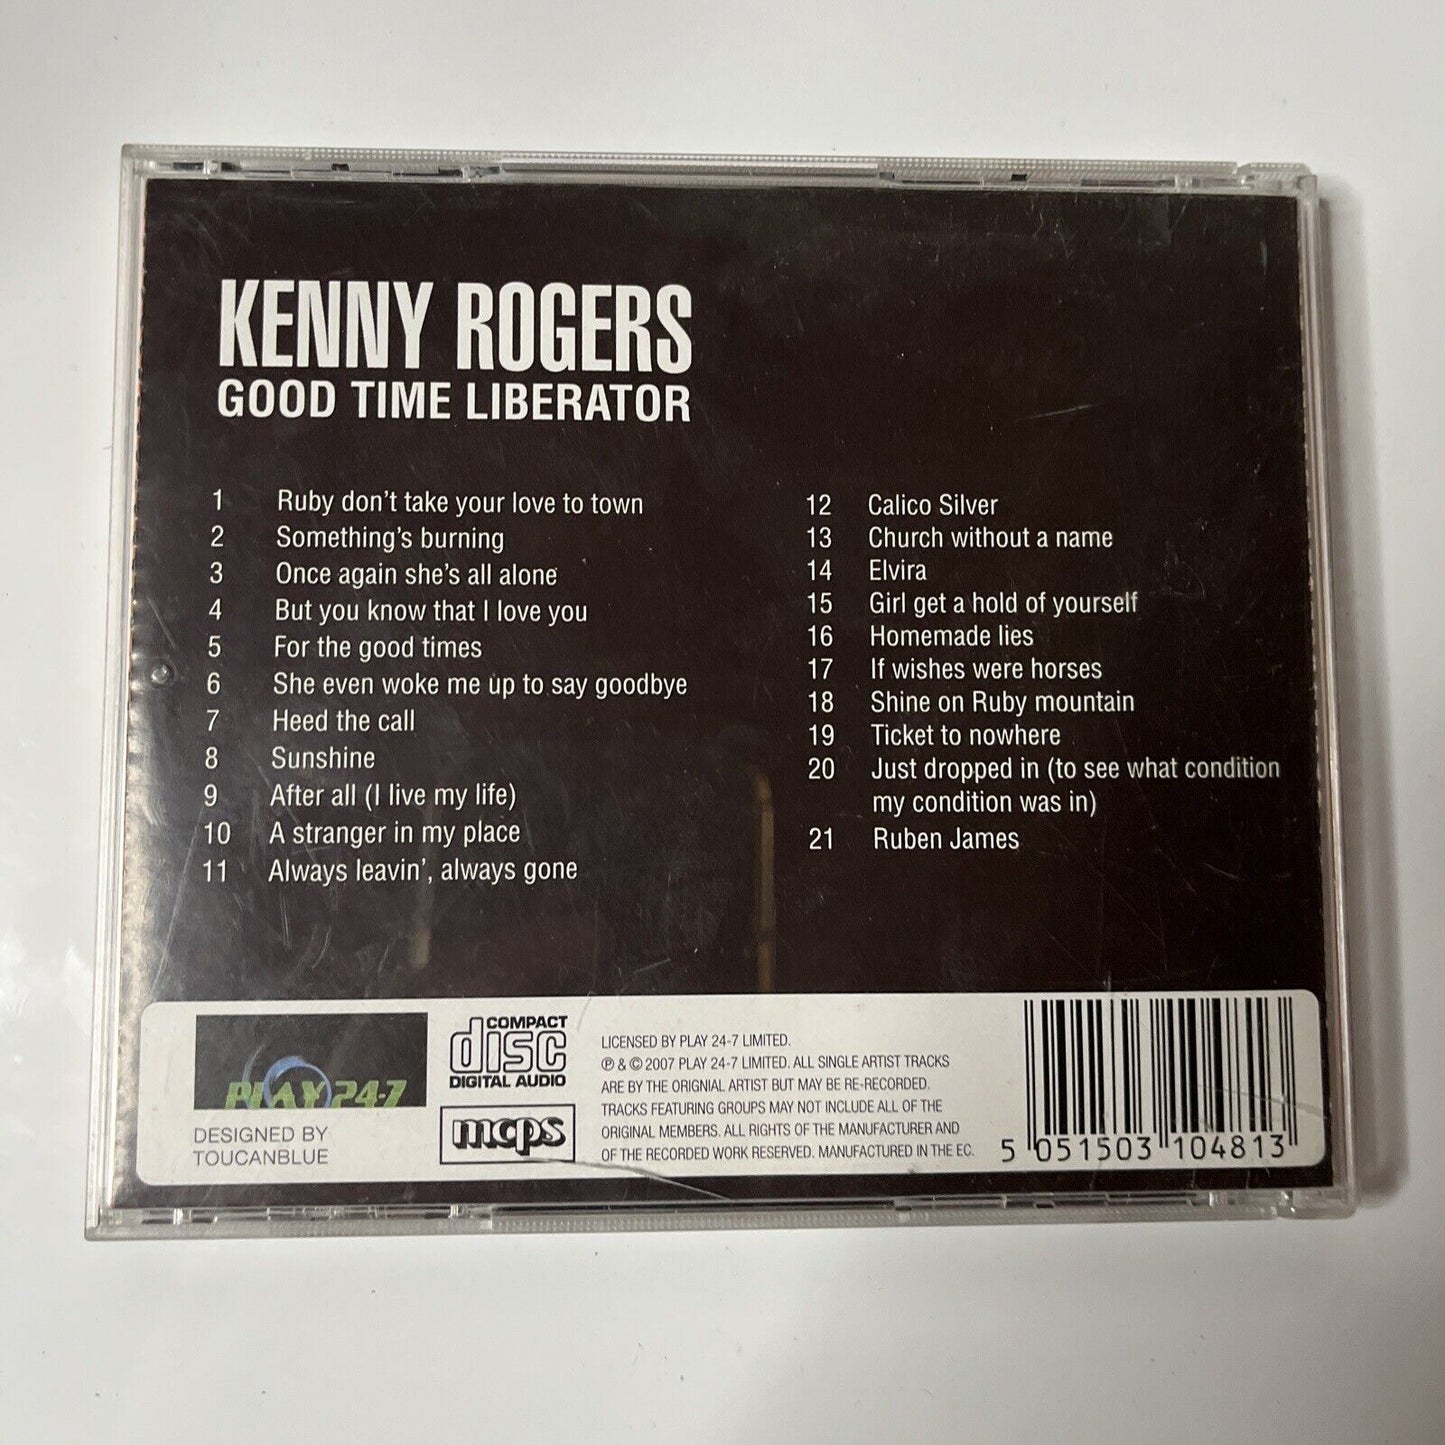 KENNY ROGERS
GOOD TIME LIBERATOR
1 Ruby don't take your love to town
2 Something's burning
3 Once again she's all alone
4 But you know that I love you
5 For the good times
6 She even woke me up to say goodbye
7 Heed the call
8 Sunshine
9 After all (I live my life)
10 A stranger in my place
11 Always leavin', always gone
12 Calico Silver
13 Church without a name
14 Elvira
15 Girl get a hold of yourself
16 Homemade lies
17 If wishes were horses
18 Shine on Ruby mountain
19 Ticket to nowhere
20 Just dropped in (to see what condition
my condition was in)
21 Ruben James
PLAY 24-7
DESIGNED BY
TOUCANBLUE
COMPACT
disc
DIGITAL AUDIO
mcps
LICENSED BY PLAY 24-7 LIMITED.
℗ & © 2007 PLAY 24-7 LIMITED. ALL SINGLE ARTIST TRACKS
ARE BY THE ORIGNIAL ARTIST BUT MAY BE RE-RECORDED.
TRACKS FEATURING GROUPS MAY NOT INCLUDE ALL OF THE
ORIGINAL MEMBERS. ALL RIGHTS OF THE MANUFACTURER AND
OF THE RECORDED WORK RESERVED. MANUFACTURED IN THE EC.
5 051503 104813